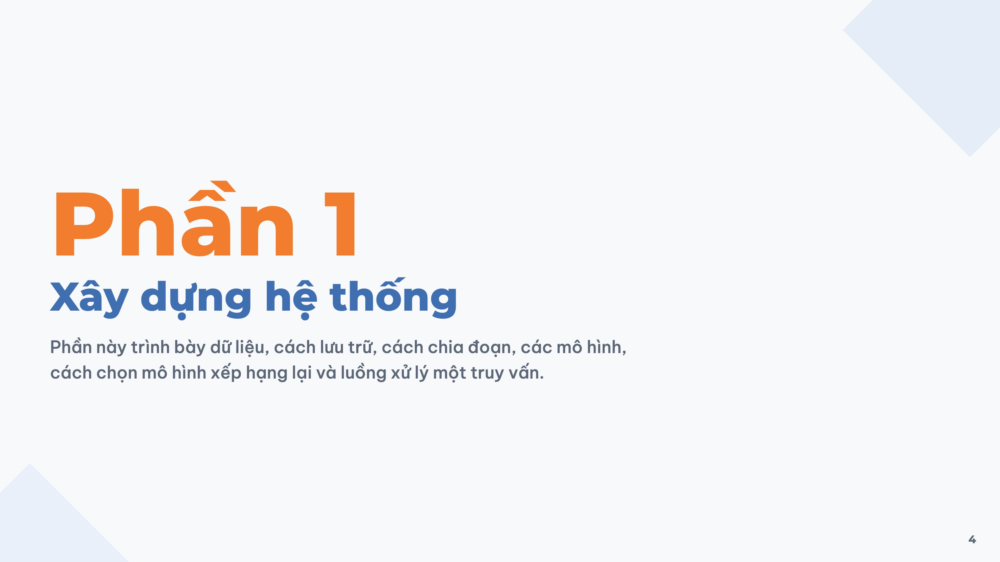 Phần 1
Xây dựng hệ thống
Phần này trình bày dữ liệu, cách lưu trữ, cách chia đoạn, các mô hình,
cách chọn mô hình xếp hạng lại và luồng xử lý một truy vấn.
4